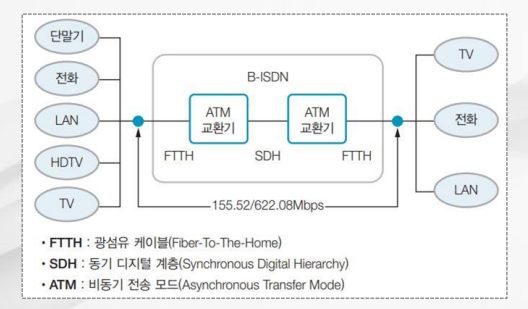 단말기
전화
LAN
HDTV
TV
B-ISDN
ATM
교환기
ATM
교환기
FTTH
SDH
FTTH
155.52/622.08Mbps
TV
전화
LAN
• FTTH : 광섬유 케이블(Fiber-To-The-Home)
• SDH : 동기 디지털 계층(Synchronous Digital Hierarchy)
• ATM : 비동기 전송 모드(Asynchronous Transfer Mode)